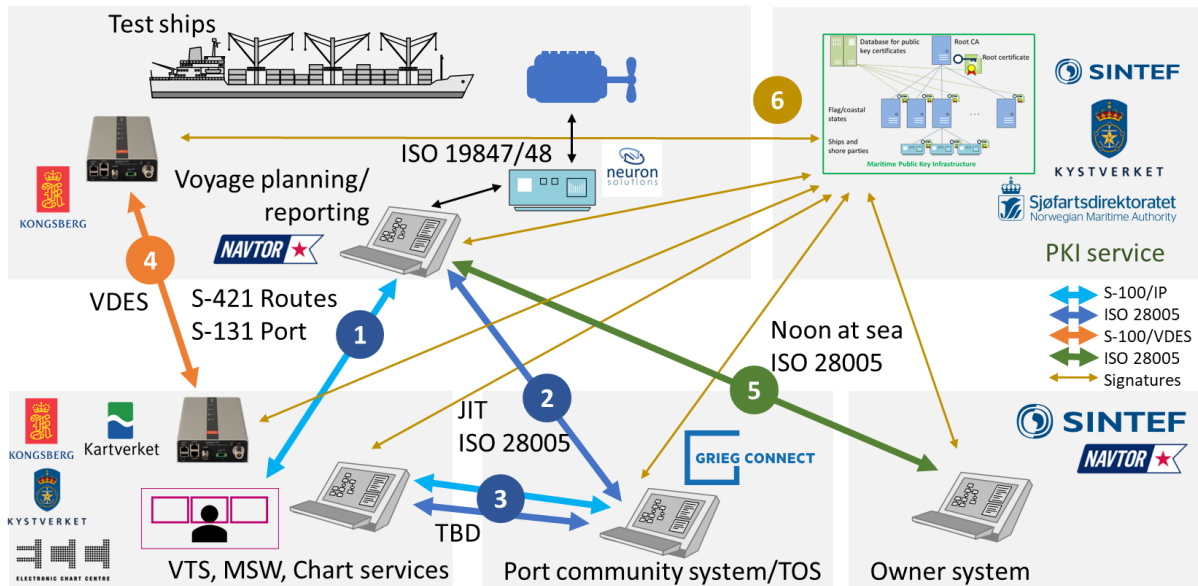 Test ships
Database for public
key certificates
Root CA
Root certificate
Flag/coastal
states
...
Ships and
shore parties
Maritime Public Key Infrastructure
6
SINTEF
KYSTVERKET
Sjøfartsdirektoratet
Norwegian Maritime Authority
PKI service
ISO 19847/48
neuron
solutions
Voyage planning/
reporting
KONGSBERG
NAVTOR
4
VDES
S-421 Routes
S-131 Port
1
S-100/IP
ISO 28005
S-100/VDES
ISO 28005
Signatures
Noon at sea
ISO 28005
5
2
JIT
ISO 28005
KONGSBERG
Kartverket
KYSTVERKET
ELECTRONIC CHART CENTRE
3
TBD
VTS, MSW, Chart services
GRIEG CONNECT
Port community system/TOS
SINTEF
NAVTOR
Owner system